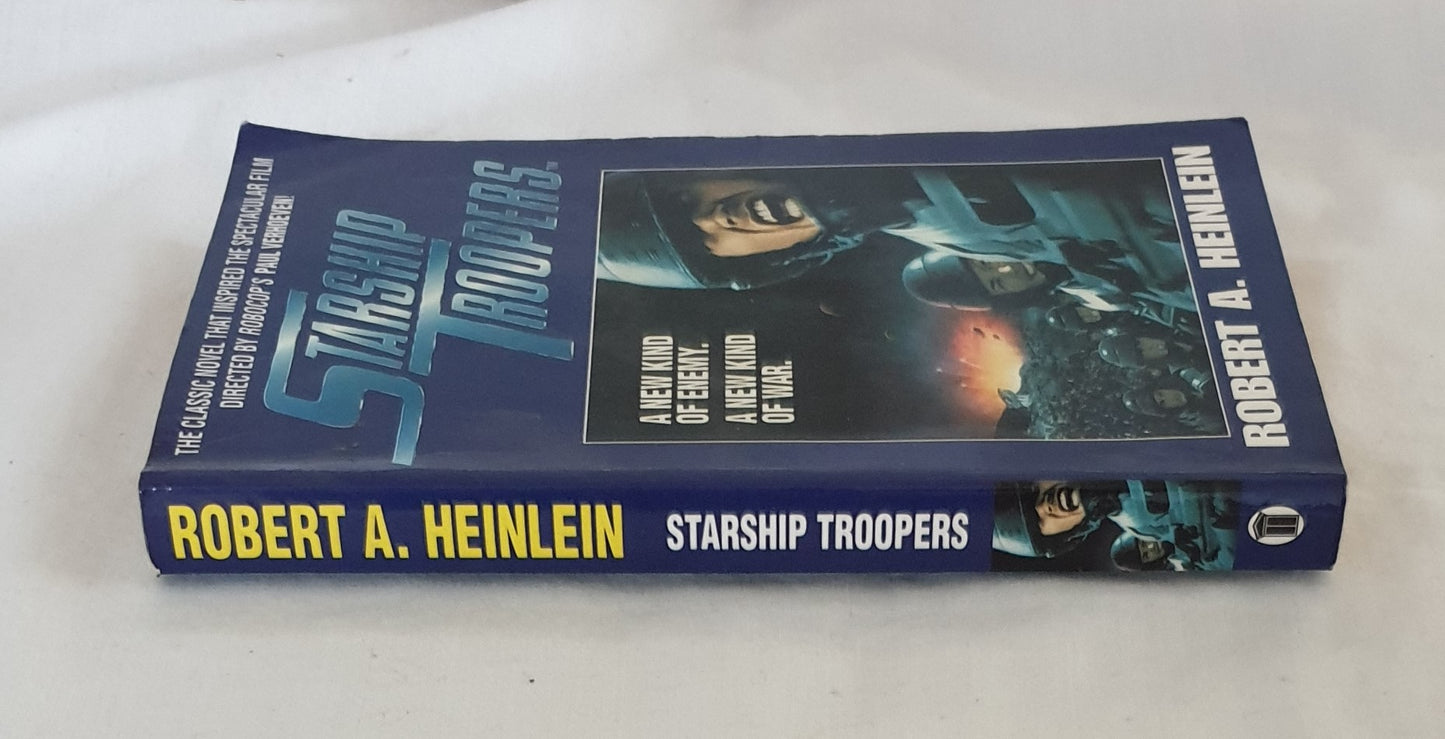 THE CLASSIC NOVEL THAT INSPIRED THE SPECTACULAR FILM
DIRECTED BY ROBOCOP'S PAUL VERHOEVEN!
STARSHIP
TROOPERS™
A NEW KIND
OF ENEMY.
A NEW KIND
OF WAR.
ROBERT A. HEINLEIN
ROBERT A. HEINLEIN STARSHIP TROOPERS